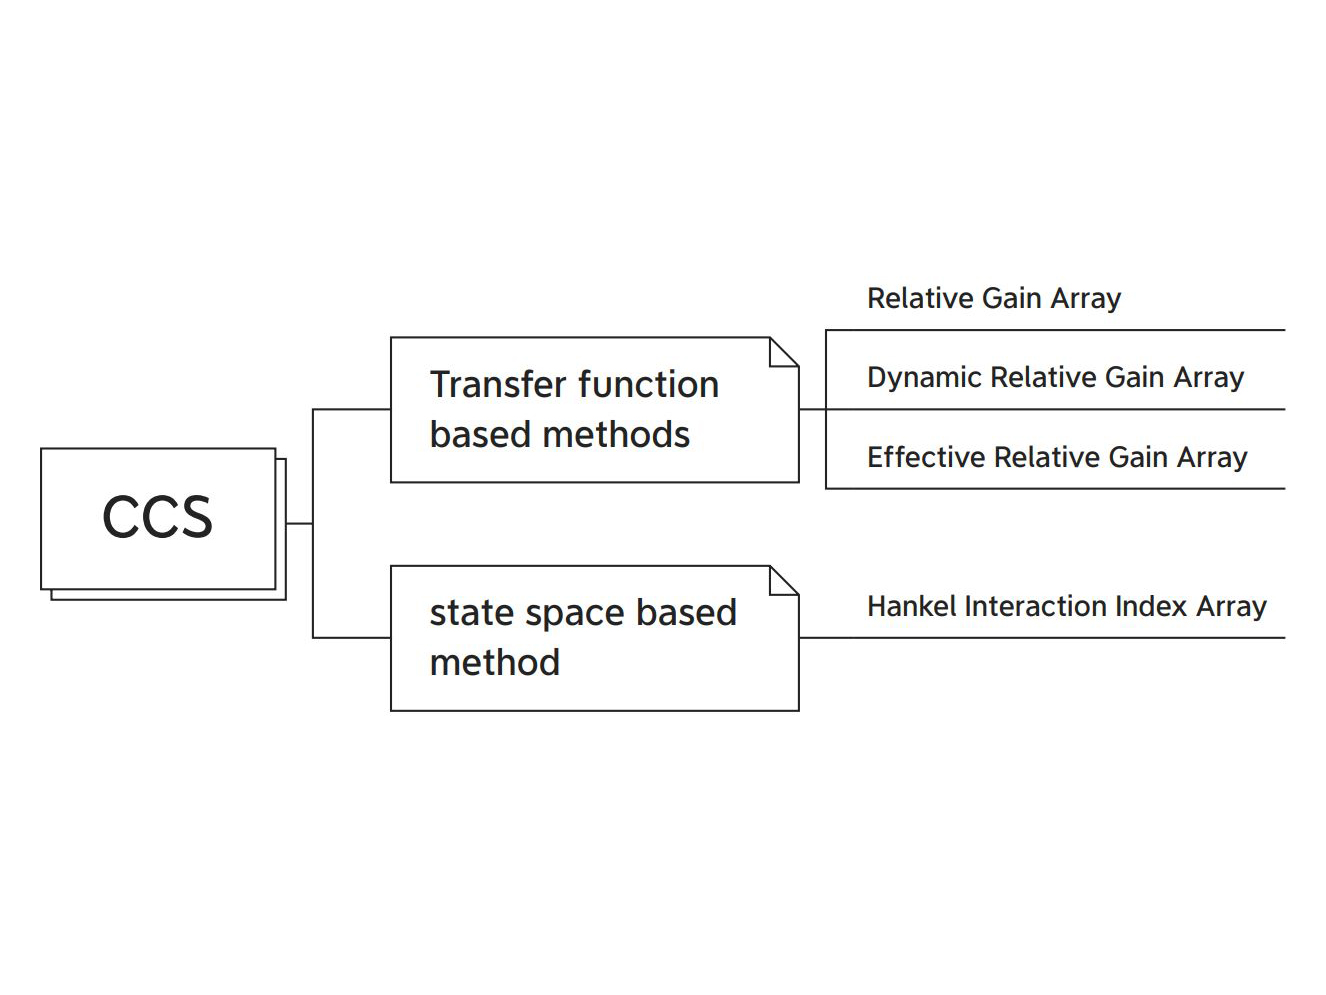 CCS
Transfer function
based methods
Relative Gain Array
Dynamic Relative Gain Array
Effective Relative Gain Array
state space based
method
Hankel Interaction Index Array